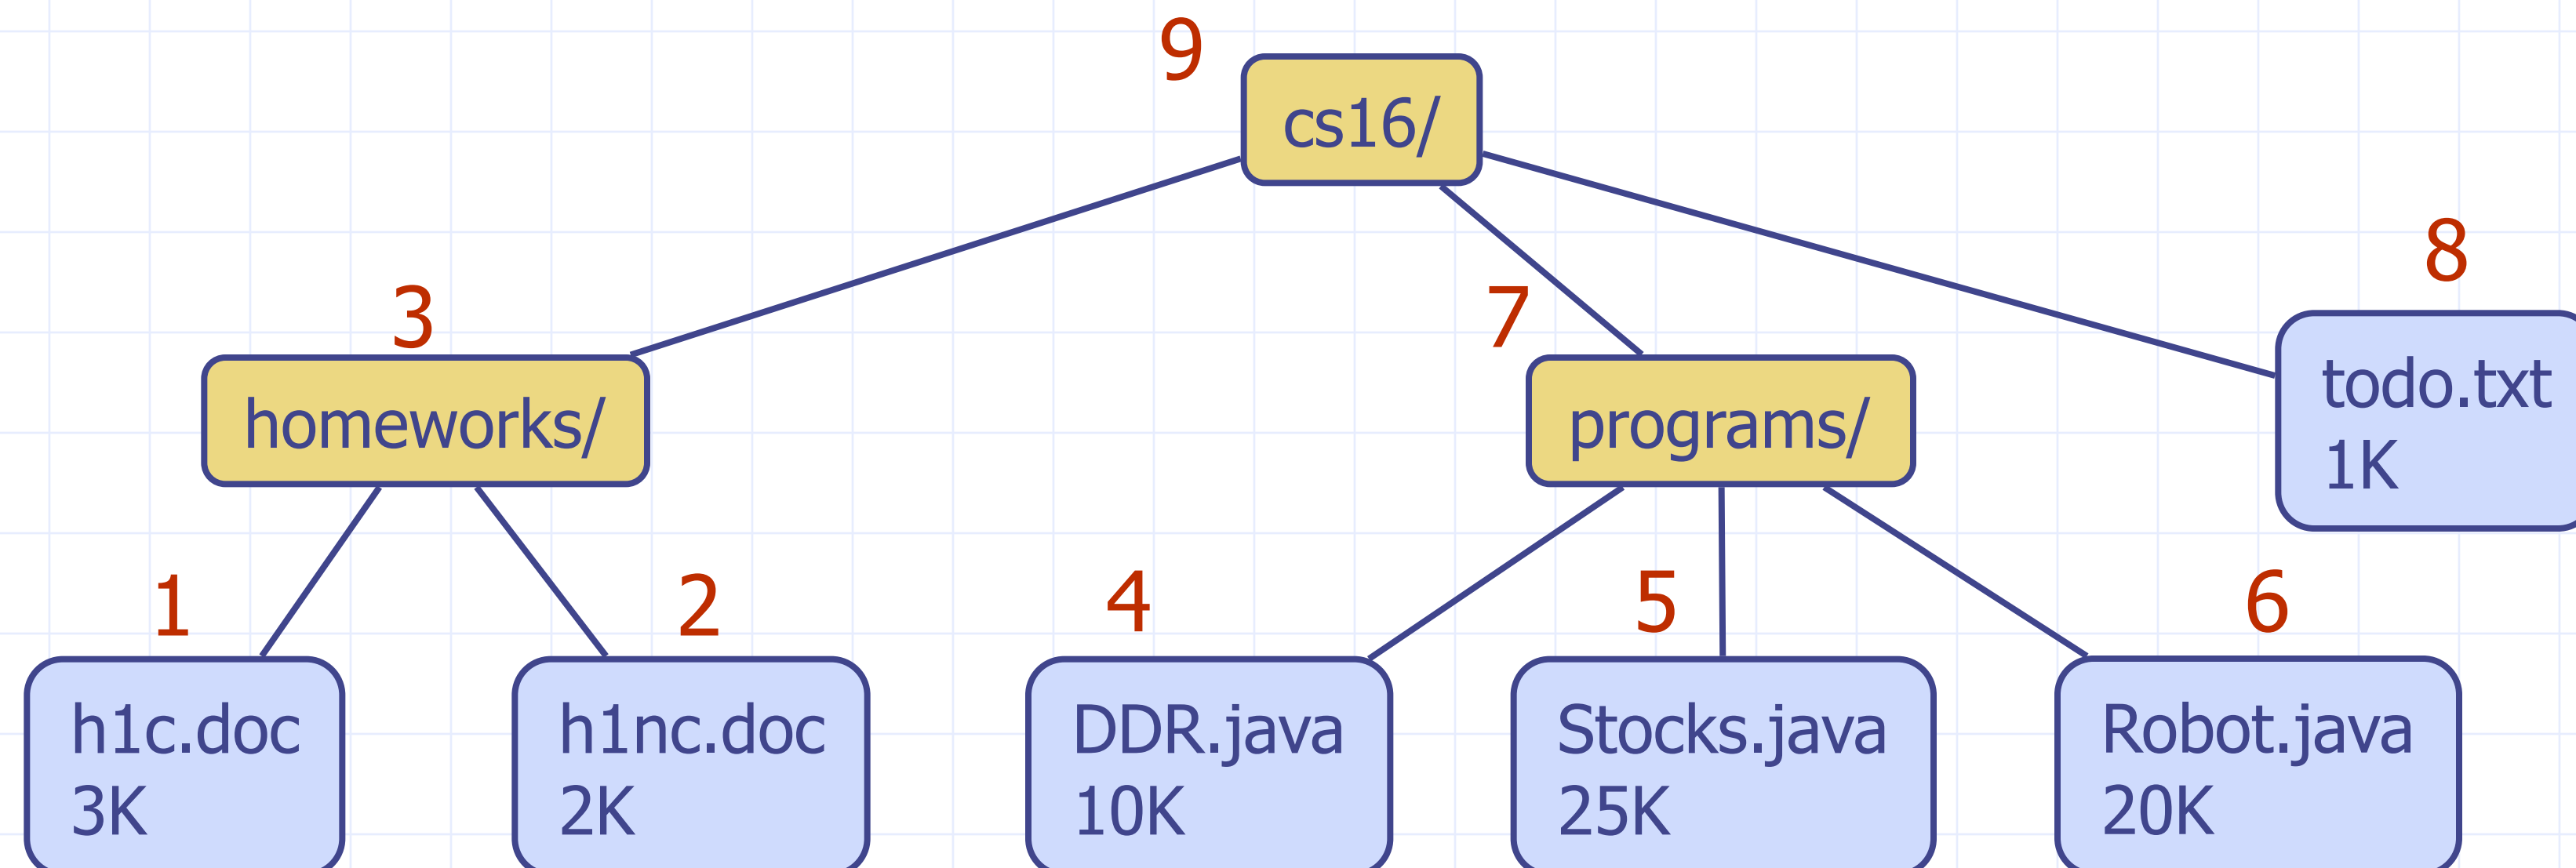 9
cs16/
3
7
8
homeworks/
programs/
todo.txt
1K
1
2
4
5
6
h1c.doc
3K
h1nc.doc
2K
DDR.java
10K
Stocks.java
25K
Robot.java
20K